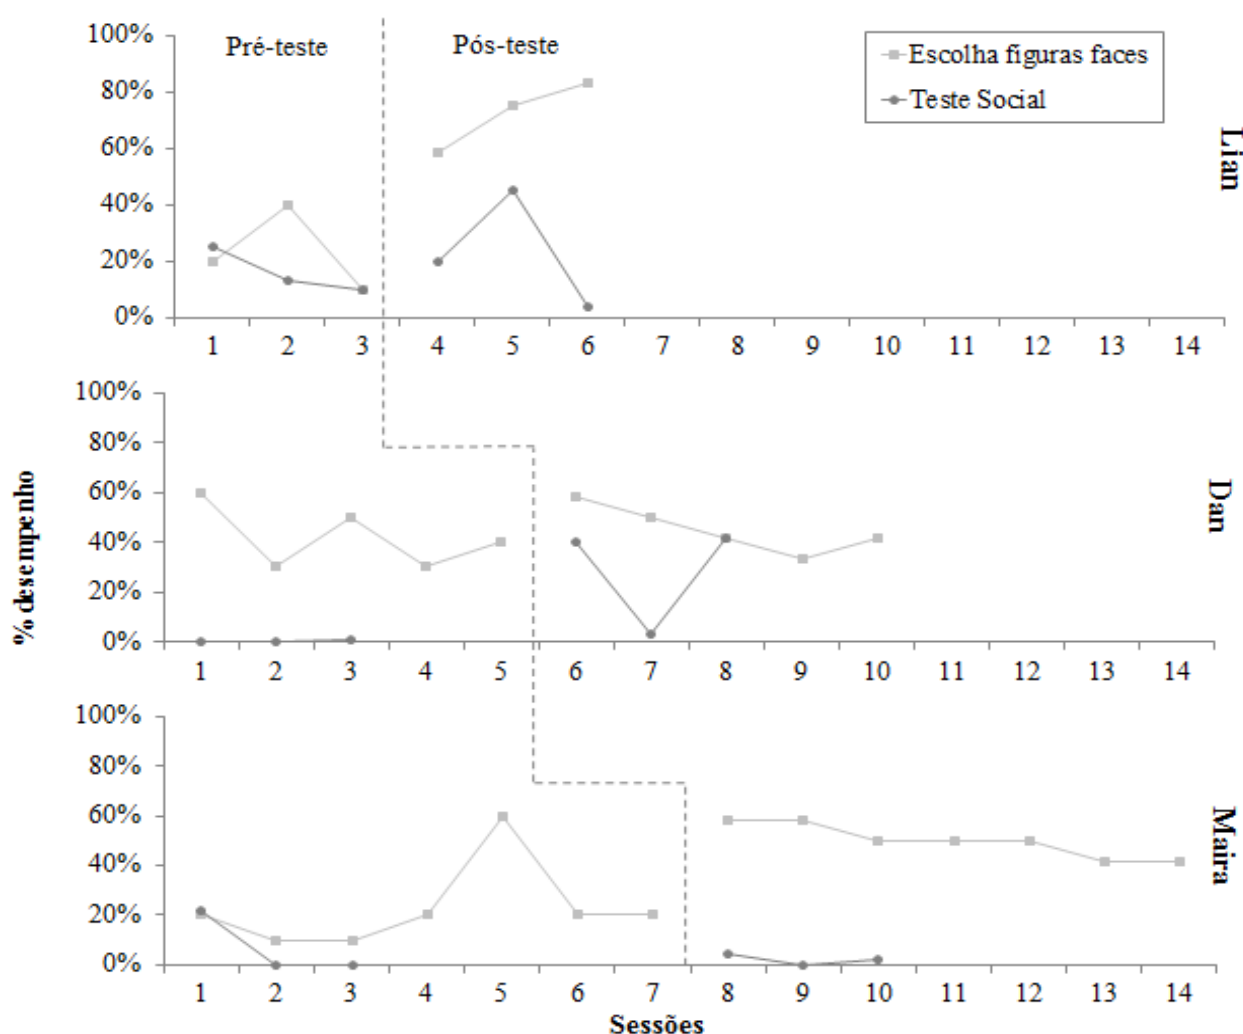 Pré-teste
Pós-teste
Escolha figuras faces
Teste Social
100%
80%
60%
40%
20%
0%
1 2 3 4 5 6 7 8 9 10 11 12 13 14
Lian
100%
80%
60%
40%
20%
0%
1 2 3 4 5 6 7 8 9 10 11 12 13 14
Dan
% desempenho
100%
80%
60%
40%
20%
0%
1 2 3 4 5 6 7 8 9 10 11 12 13 14
Maira
Sessões